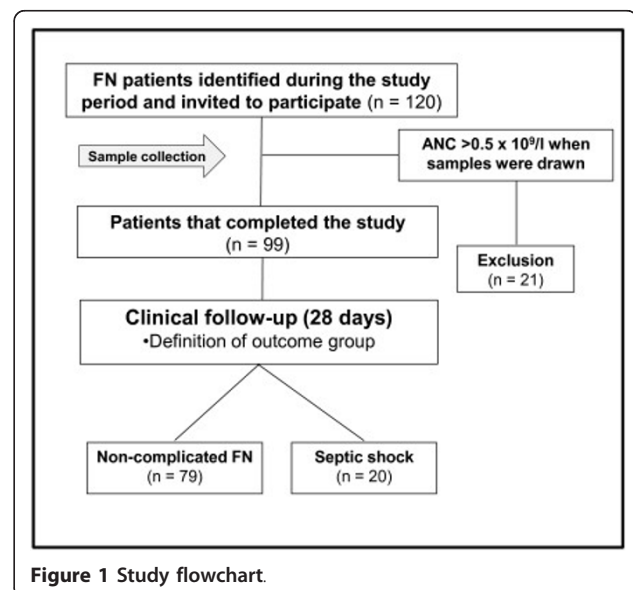 FN patients identified during the study
period and invited to participate (n = 120)
Sample collection
ANC >0.5 x 10⁹/l when
samples were drawn
Patients that completed the study
(n = 99)
Exclusion
(n = 21)
Clinical follow-up (28 days)
•Definition of outcome group
Non-complicated FN
(n = 79)
Septic shock
(n = 20)
Figure 1 Study flowchart.